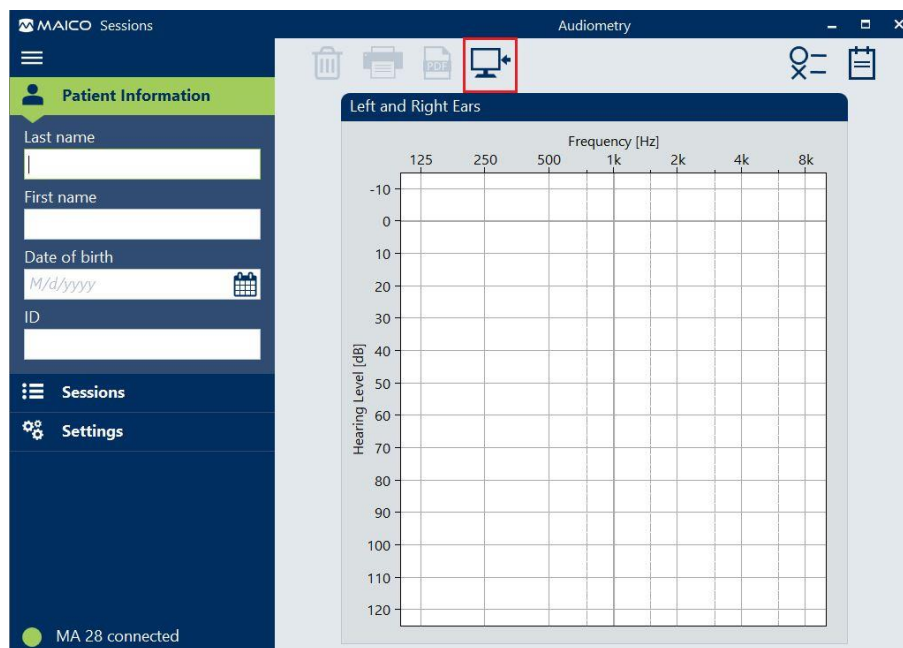 MAICO Sessions
Audiometry
PDF
Patient Information
Last name
First name
Date of birth
M/d/yyyy
ID
Sessions
Settings
MA 28 connected
Left and Right Ears
Frequency [Hz]
125 250 500 1k 2k 4k 8k
Hearing Level [dB]
-10
0
10
20
30
40
50
60
70
80
90
100
110
120